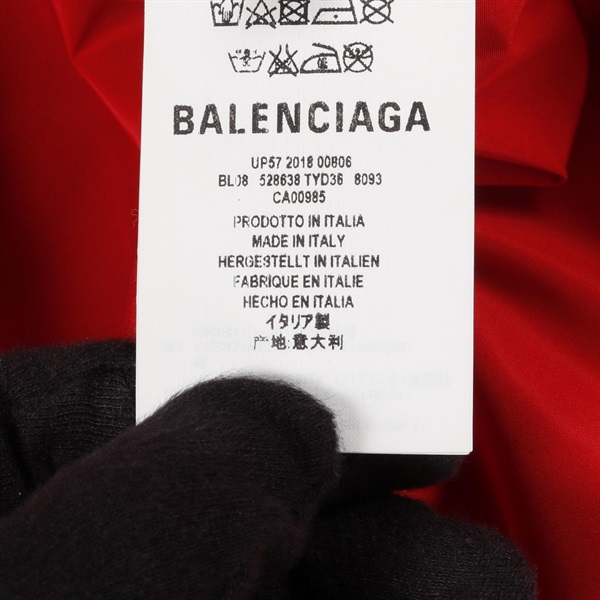 BALENCIAGA
UP57 2018 00806
BL08 528638 TYD36 8093
CA00985
PRODOTTO IN ITALIA
MADE IN ITALY
HERGESTELLT IN ITALIEN
FABRIQUE EN ITALIE
HECHO EN ITALIA
イタリア製
产地:意大利